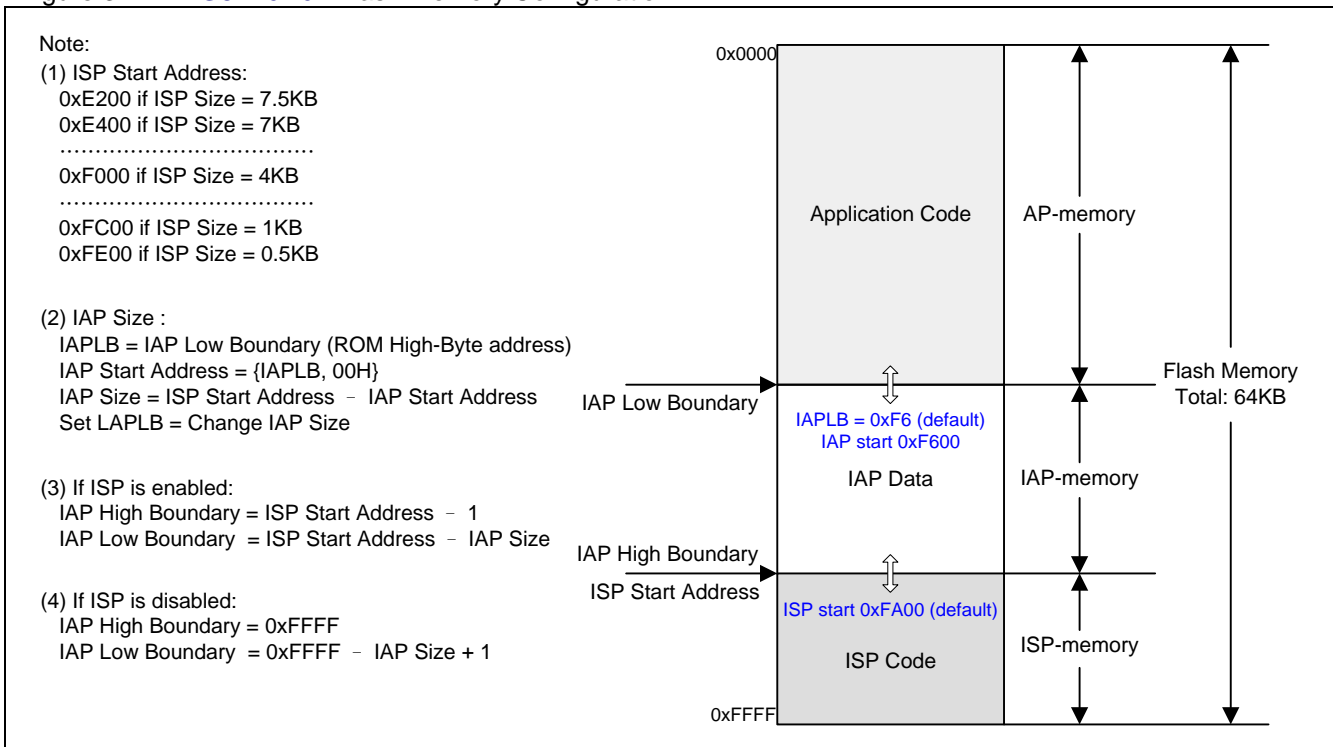 Note:
(1) ISP Start Address:
0xE200 if ISP Size = 7.5KB
0xE400 if ISP Size = 7KB
....................................
0xF000 if ISP Size = 4KB
....................................
0xFC00 if ISP Size = 1KB
0xFE00 if ISP Size = 0.5KB
(2) IAP Size :
IAPLB = IAP Low Boundary (ROM High-Byte address)
IAP Start Address = {IAPLB, 00H}
IAP Size = ISP Start Address – IAP Start Address
Set LAPLB = Change IAP Size
(3) If ISP is enabled:
IAP High Boundary = ISP Start Address – 1
IAP Low Boundary = ISP Start Address – IAP Size
(4) If ISP is disabled:
IAP High Boundary = 0xFFFF
IAP Low Boundary = 0xFFFF – IAP Size + 1
0x0000
Application Code
AP-memory
Flash Memory
Total: 64KB
IAP Low Boundary
IAPLB = 0xF6 (default)
IAP start 0xF600
IAP Data
IAP-memory
IAP High Boundary
ISP Start Address
ISP start 0xFA00 (default)
ISP Code
ISP-memory
0xFFFF